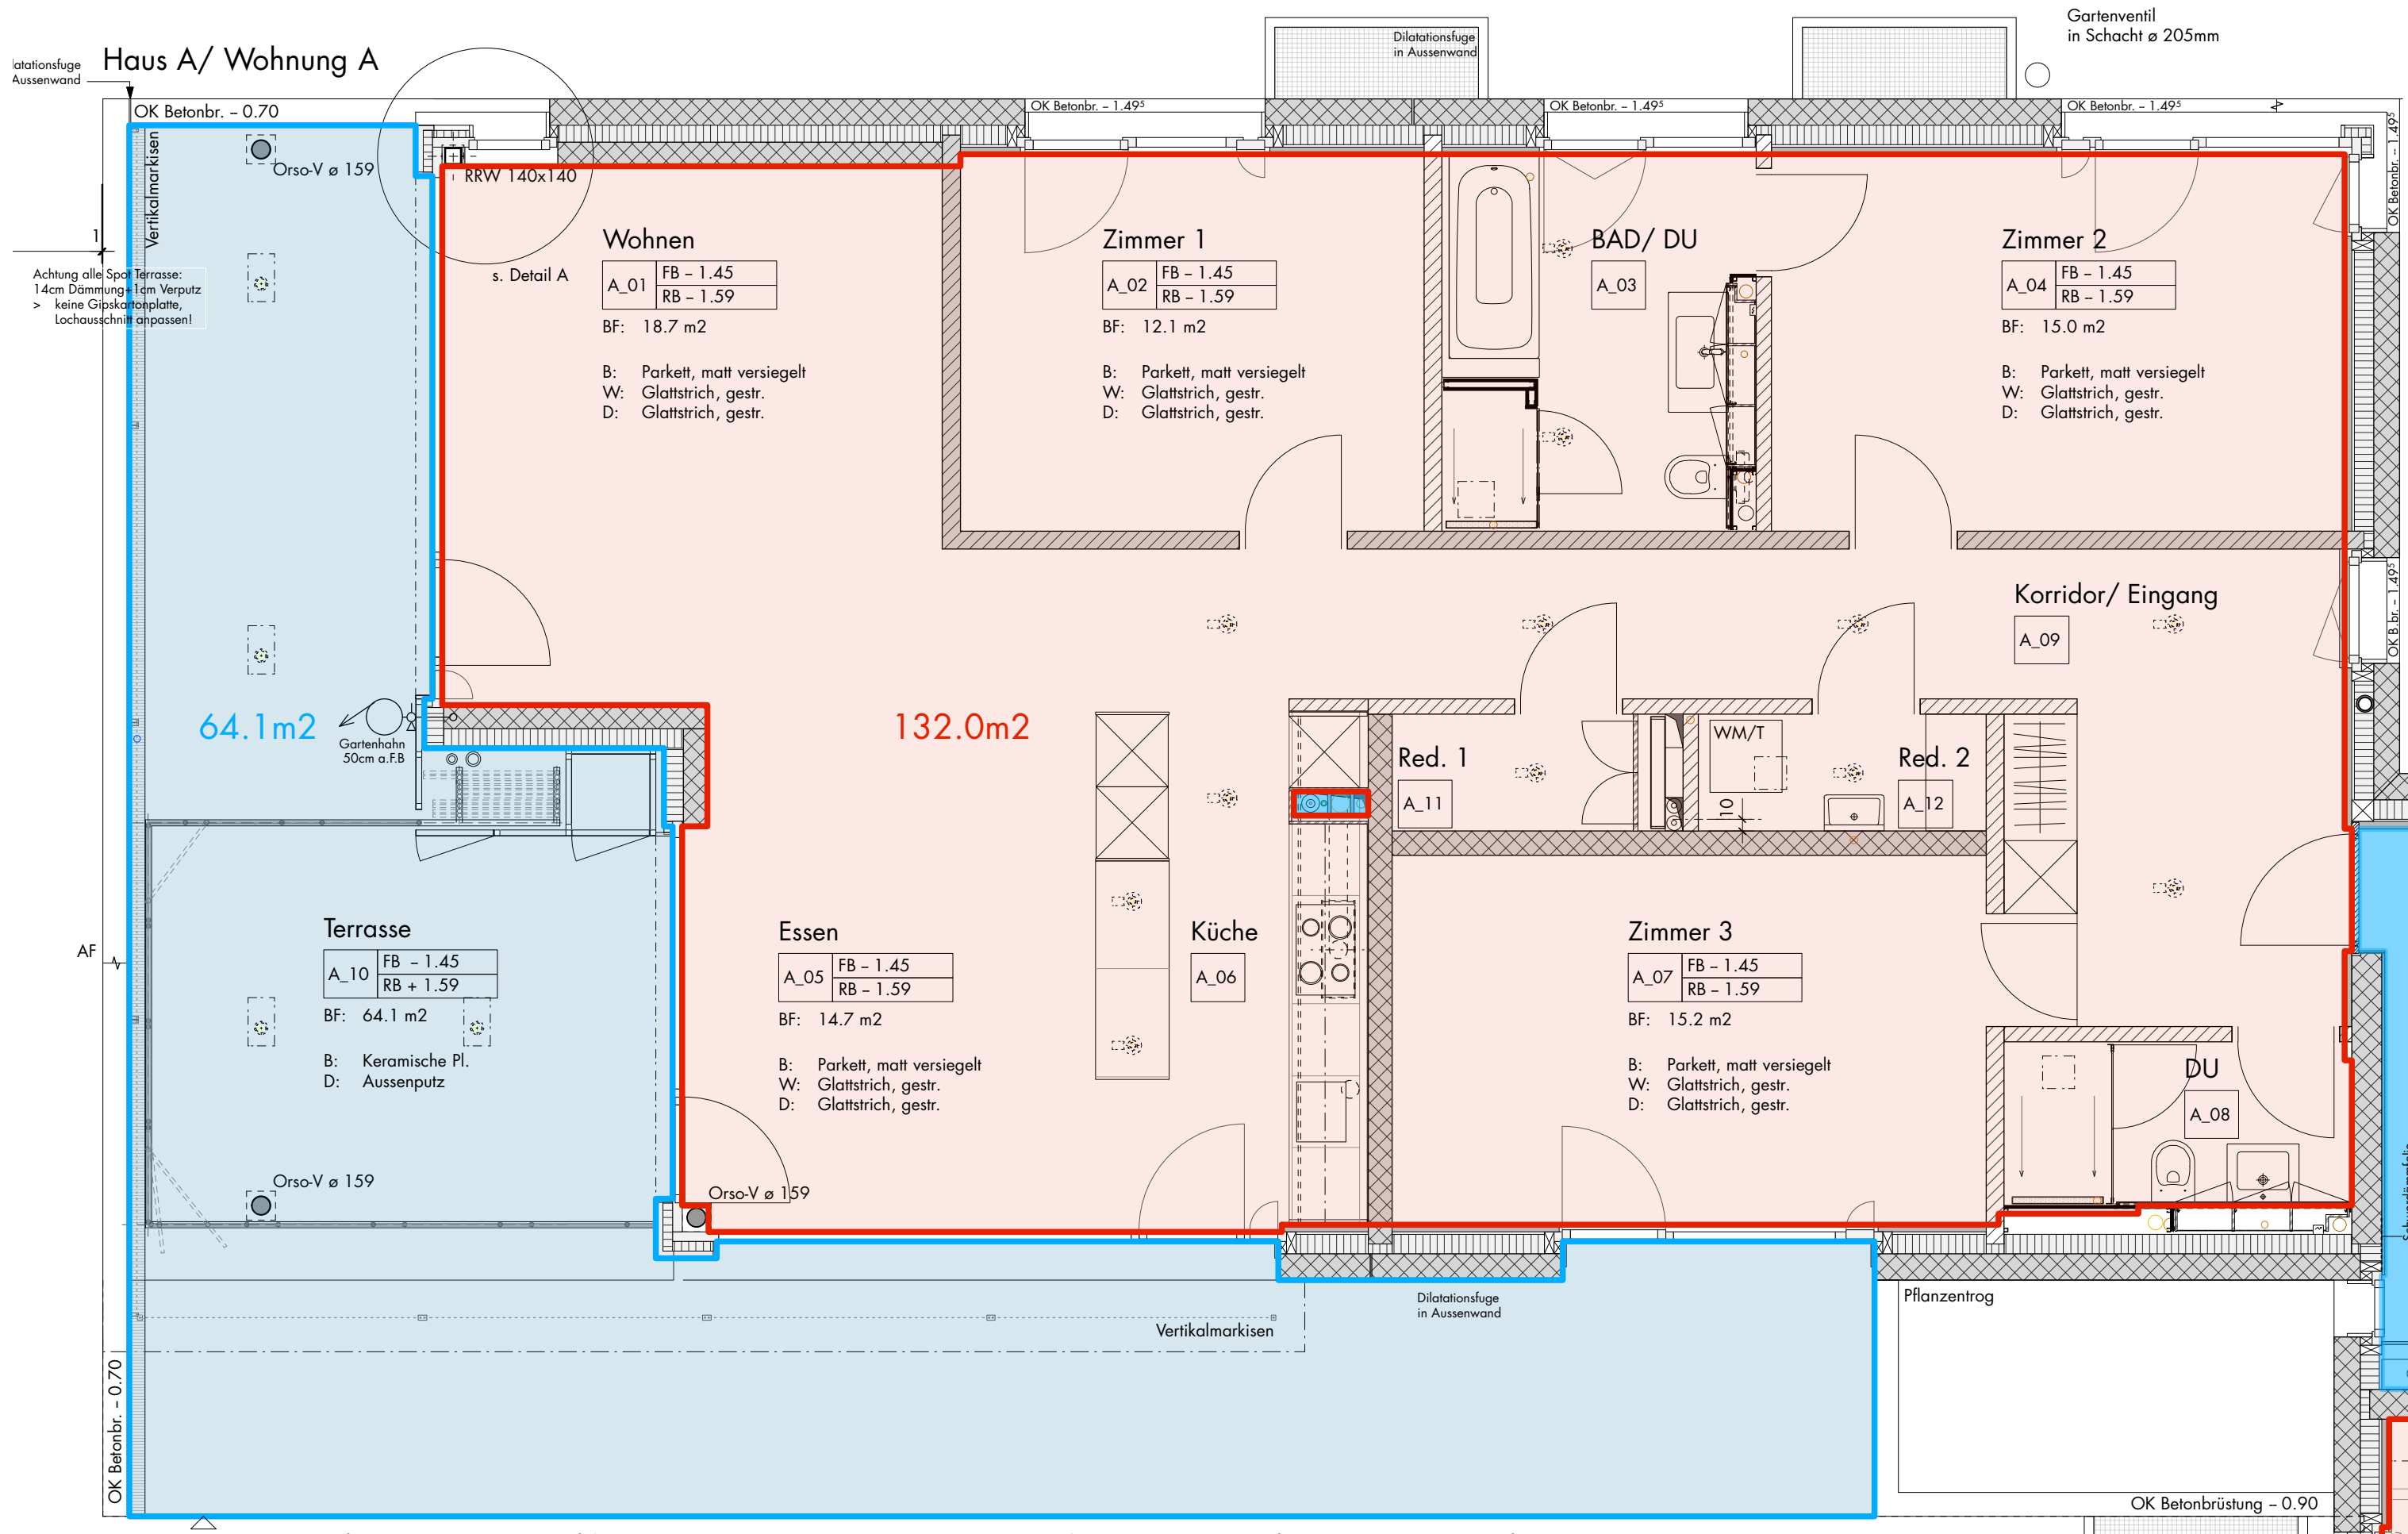 Gartenventil
in Schacht ø 205mm
Dilatationsfuge
in Aussenwand
Haus A/ Wohnung A
latationsfuge
Aussenwand
OK Betonbr. – 0.70
OK Betonbr. – 1.49⁵
OK Betonbr. – 1.49⁵
OK Betonbr. – 1.49⁵
OK Betonbr. – 1.49⁵
Vertikalmarkisen
Orso-V ø 159
RRW 140x140
s. Detail A
1
Achtung alle Spot Terrasse:
14cm Dämmung+1cm Verputz
> keine Gipskartonplatte,
Lochausschnitt anpassen!
Wohnen
A_01
FB – 1.45
RB – 1.59
BF: 18.7 m2
B: Parkett, matt versiegelt
W: Glattstrich, gestr.
D: Glattstrich, gestr.
Zimmer 1
A_02
FB – 1.45
RB – 1.59
BF: 12.1 m2
B: Parkett, matt versiegelt
W: Glattstrich, gestr.
D: Glattstrich, gestr.
BAD/ DU
A_03
Zimmer 2
A_04
FB – 1.45
RB – 1.59
BF: 15.0 m2
B: Parkett, matt versiegelt
W: Glattstrich, gestr.
D: Glattstrich, gestr.
Korridor/ Eingang
A_09
OK B.br. – 1.49⁵
64.1m2
Gartenhahn
50cm a.F.B
132.0m2
Red. 1
A_11
WM/T
10
Red. 2
A_12
AF
Terrasse
A_10
FB – 1.45
RB + 1.59
BF: 64.1 m2
B: Keramische Pl.
D: Aussenputz
Essen
A_05
FB – 1.45
RB – 1.59
BF: 14.7 m2
B: Parkett, matt versiegelt
W: Glattstrich, gestr.
D: Glattstrich, gestr.
Küche
A_06
Zimmer 3
A_07
FB – 1.45
RB – 1.59
BF: 15.2 m2
B: Parkett, matt versiegelt
W: Glattstrich, gestr.
D: Glattstrich, gestr.
DU
A_08
Orso-V ø 159
Orso-V ø 159
Dilatationsfuge
in Aussenwand
Pflanzentrog
Vertikalmarkisen
OK Betonbr. – 0.70
OK Betonbrüstung – 0.90